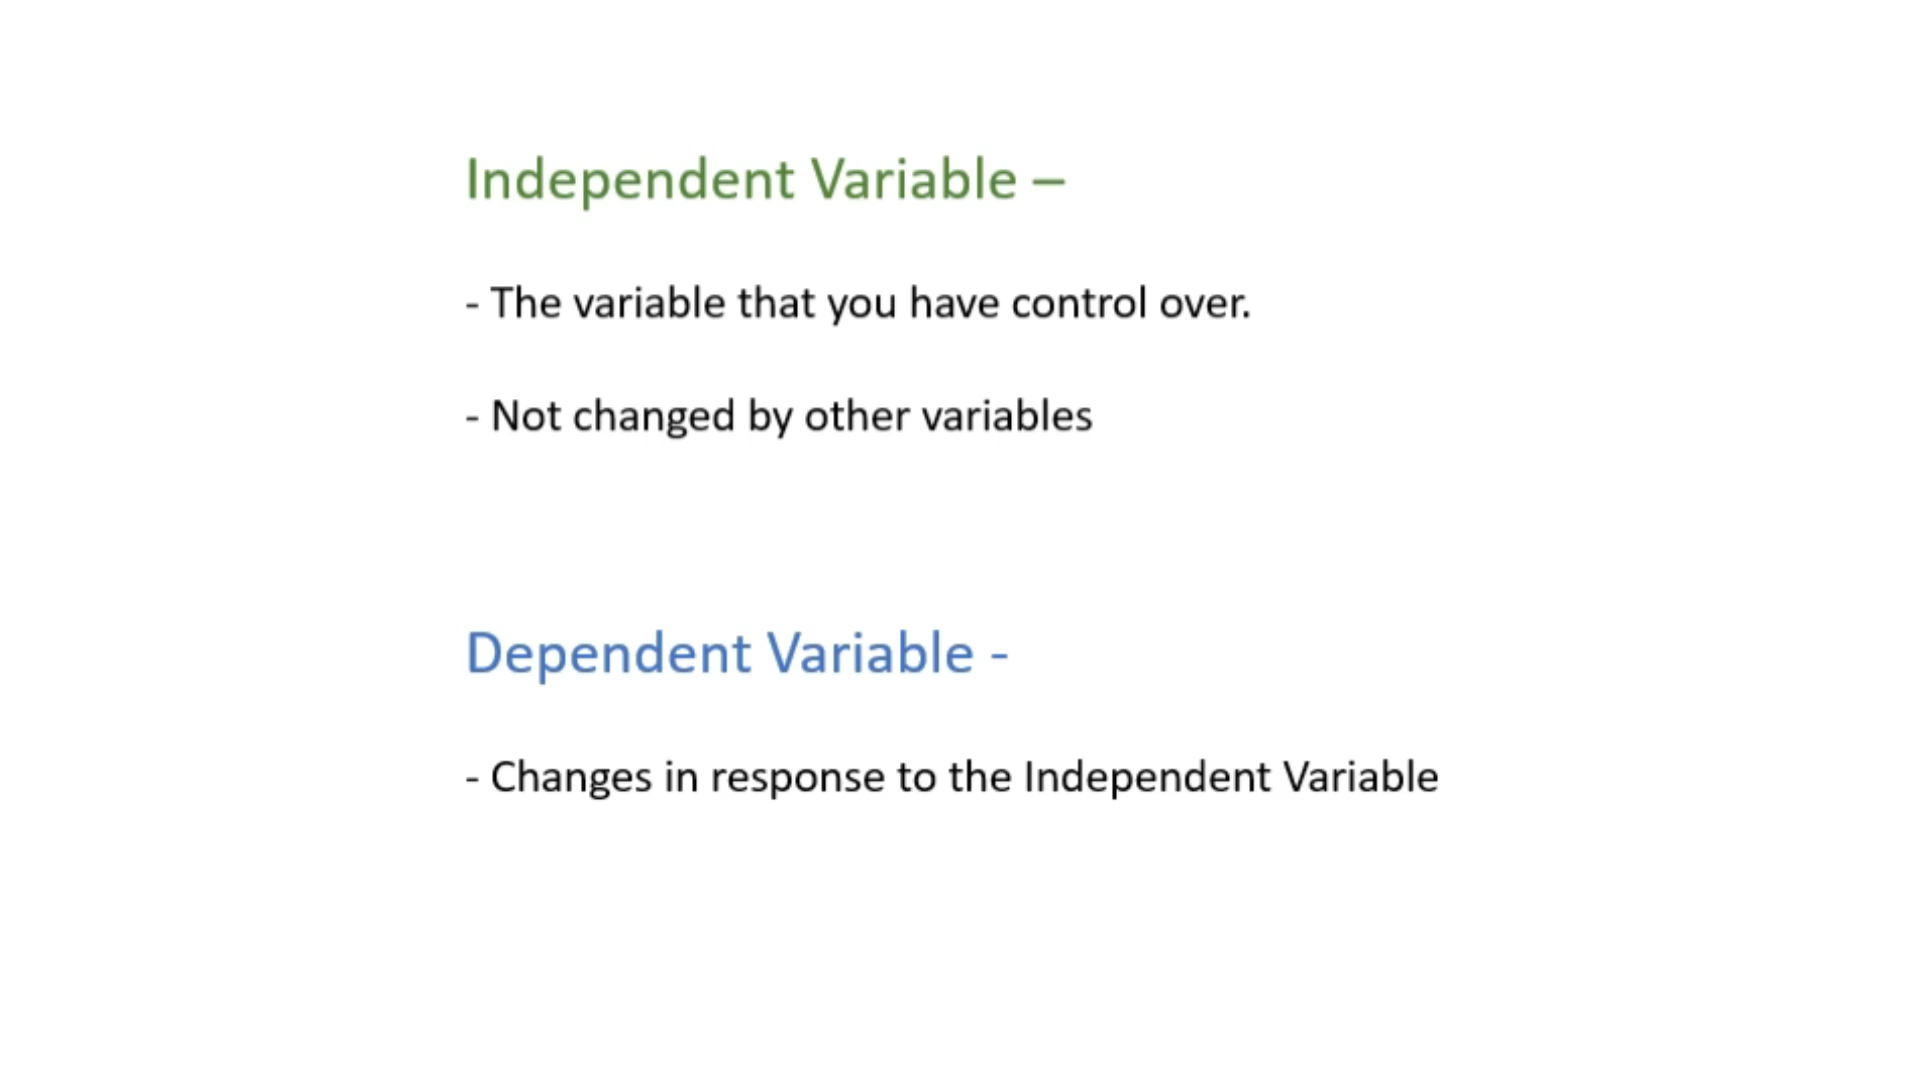 Independent Variable –
- The variable that you have control over.
- Not changed by other variables
Dependent Variable -
- Changes in response to the Independent Variable